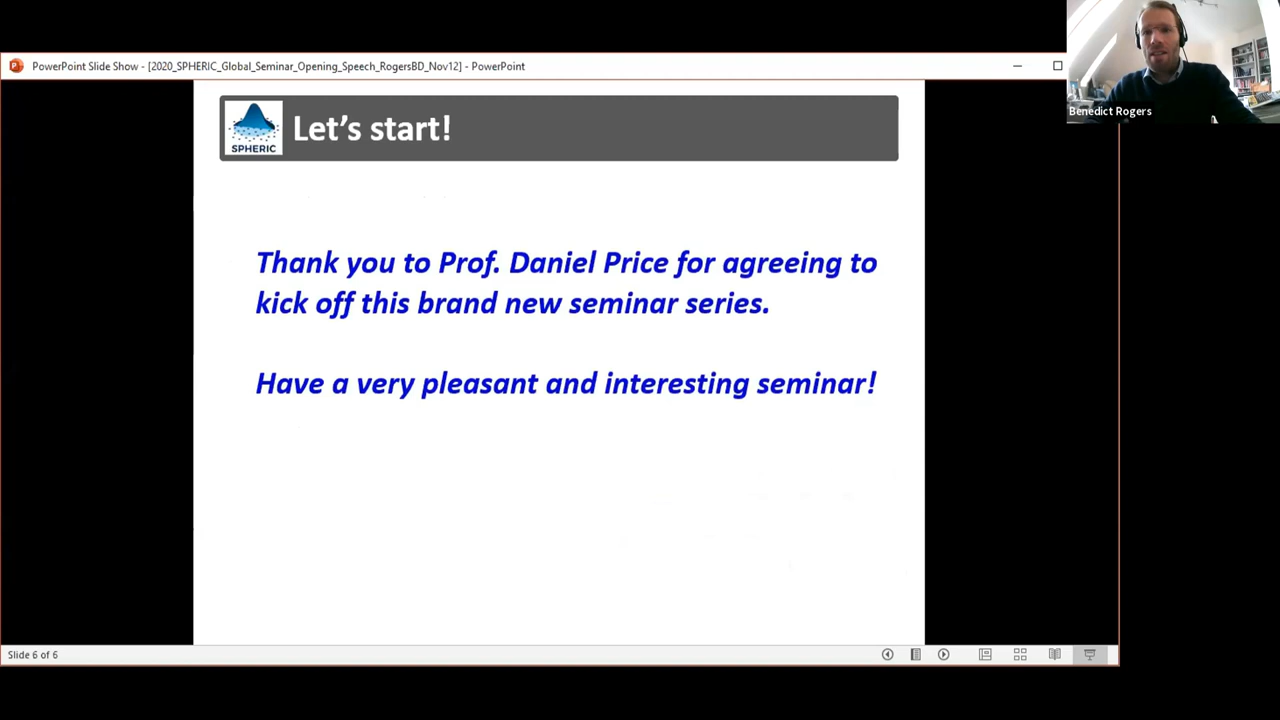 PowerPoint Slide Show - [2020_SPHERIC_Global_Seminar_Opening_Speech_RogersBD_Nov12] - PowerPoint
Benedict Rogers
SPHERIC
Let's start!
Thank you to Prof. Daniel Price for agreeing to
kick off this brand new seminar series.
Have a very pleasant and interesting seminar!
Slide 6 of 6